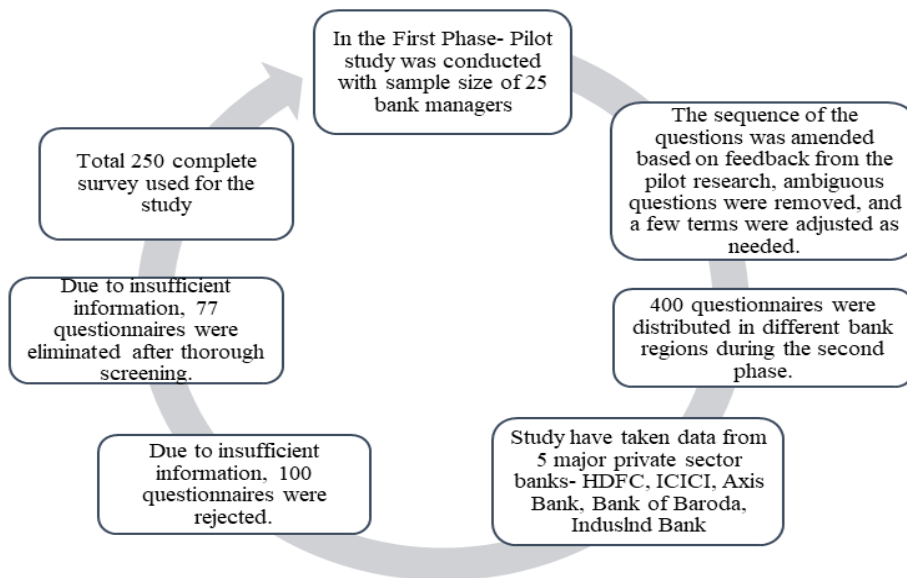 In the First Phase- Pilot
study was conducted
with sample size of 25
bank managers
The sequence of the
questions was amended
based on feedback from the
pilot research, ambiguous
questions were removed, and
a few terms were adjusted as
needed.
400 questionnaires were
distributed in different bank
regions during the second
phase.
Study have taken data from
5 major private sector
banks- HDFC, ICICI, Axis
Bank, Bank of Baroda,
IndusInd Bank
Due to insufficient
information, 100
questionnaires were
rejected.
Due to insufficient
information, 77
questionnaires were
eliminated after thorough
screening.
Total 250 complete
survey used for the
study